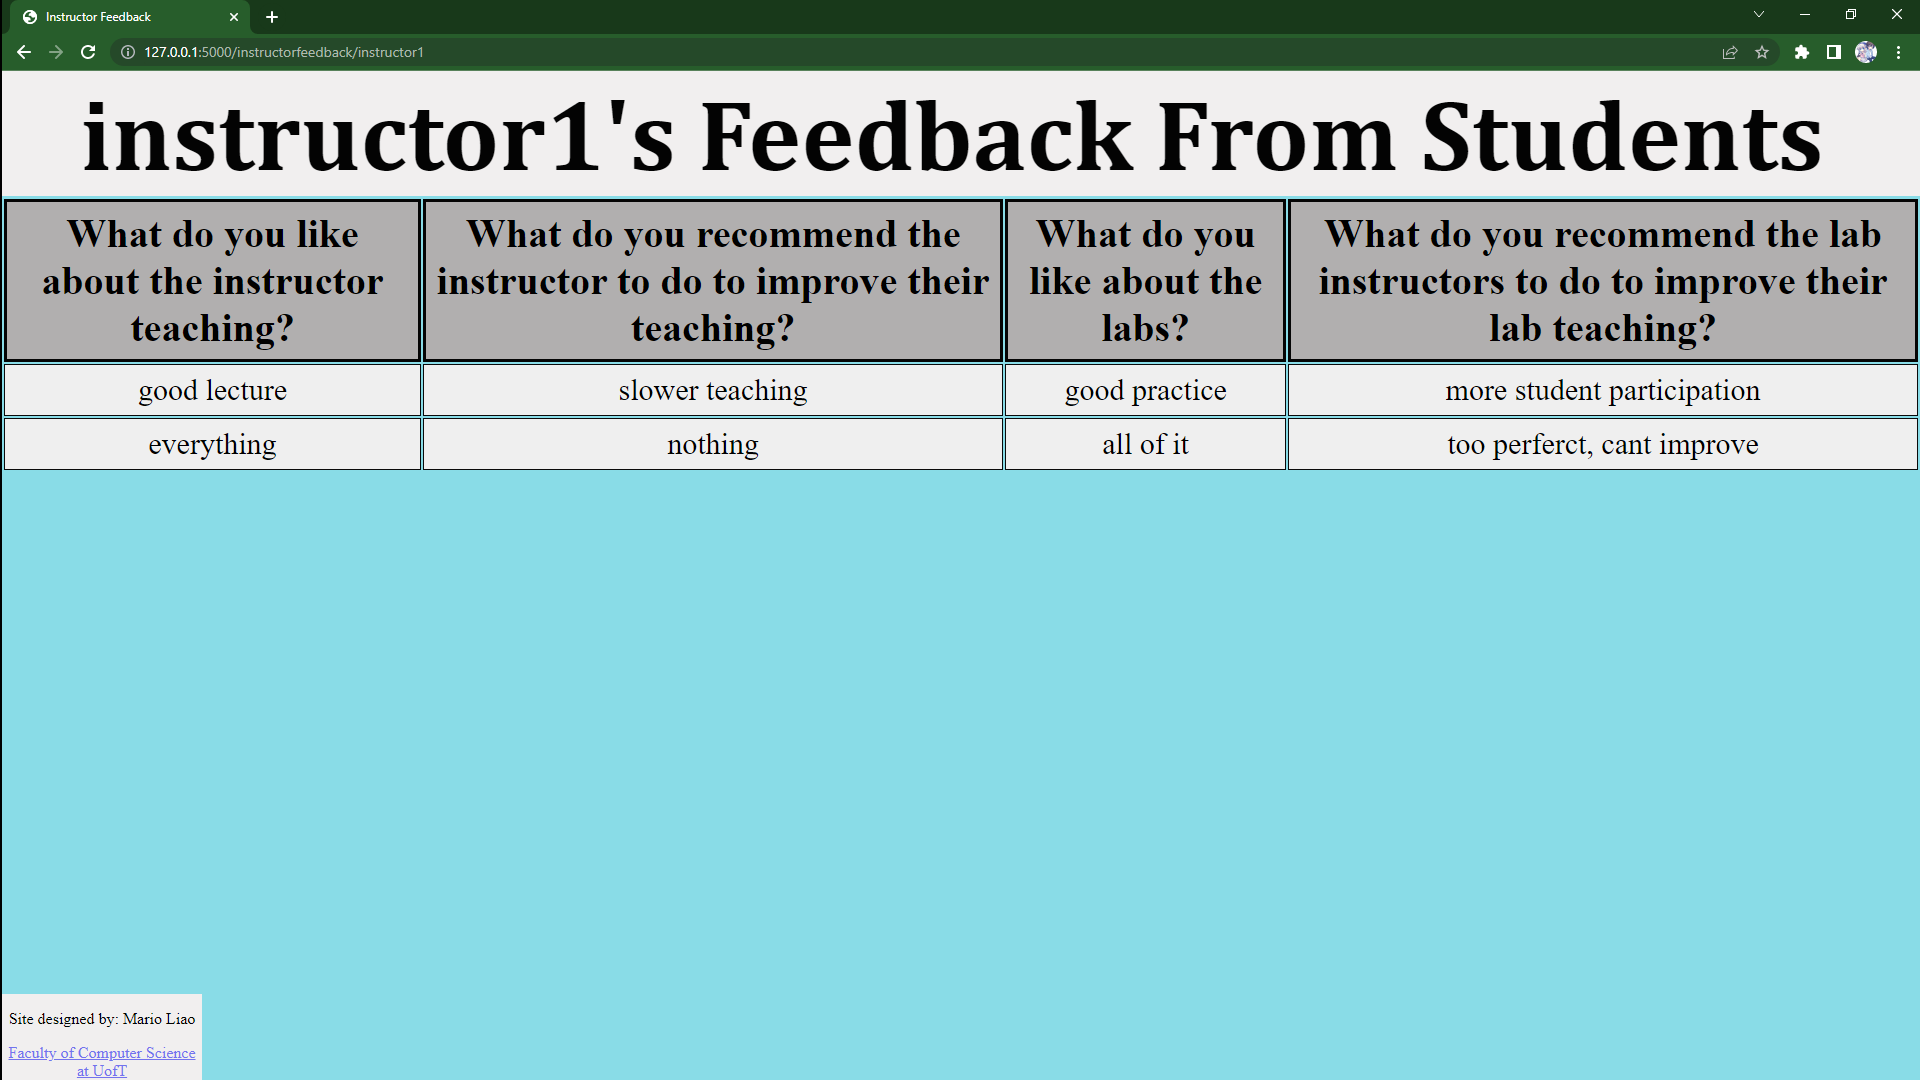 Instructor Feedback
127.0.0.1:5000/instructorfeedback/instructor1
instructor1's Feedback From Students
What do you like
about the instructor
teaching?
What do you recommend the
instructor to do to improve their
teaching?
What do you
like about the
labs?
What do you recommend the lab
instructors to do to improve their
lab teaching?
good lecture
slower teaching
good practice
more student participation
everything
nothing
all of it
too perferct, cant improve
Site designed by: Mario Liao
Faculty of Computer Science
at UofT